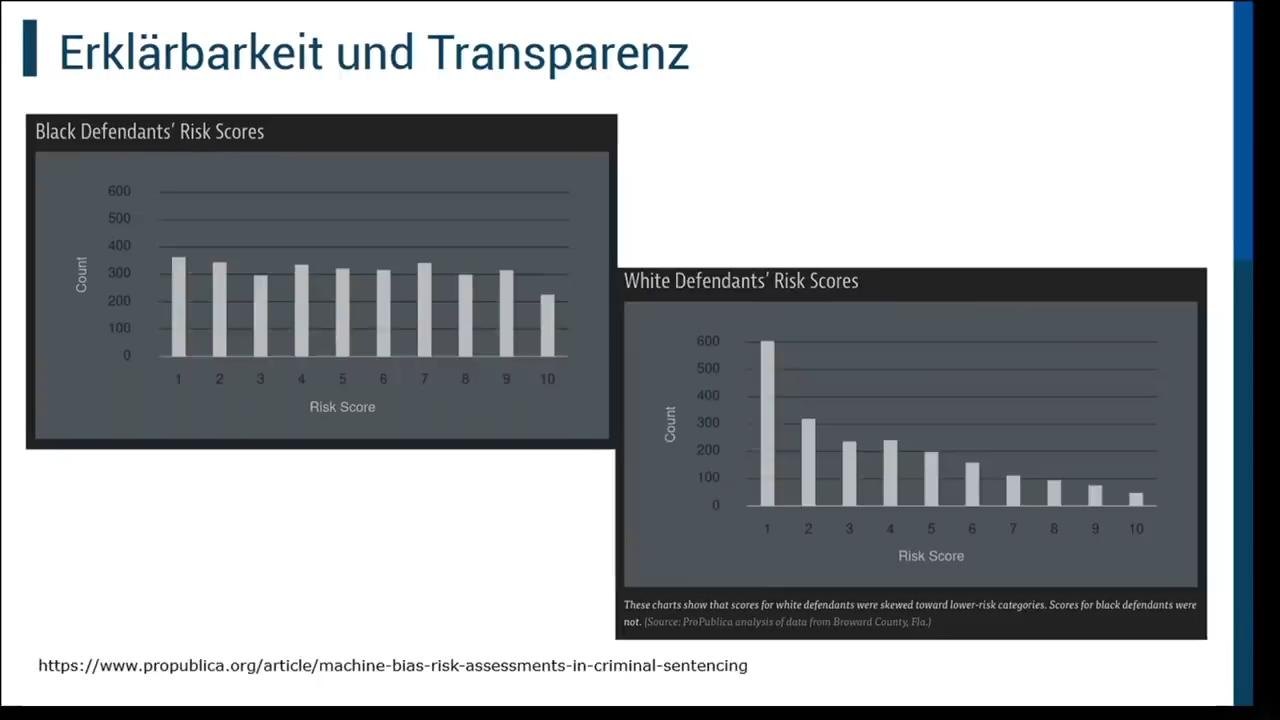 Erklärbarkeit und Transparenz
Black Defendants’ Risk Scores
600
500
400
300
200
100
0
Count
1 2 3 4 5 6 7 8 9 10
Risk Score
White Defendants’ Risk Scores
600
500
400
300
200
100
0
Count
1 2 3 4 5 6 7 8 9 10
Risk Score
These charts show that scores for white defendants were skewed toward lower-risk categories. Scores for black defendants were
not. (Source: ProPublica analysis of data from Broward County, Fla.)
https://www.propublica.org/article/machine-bias-risk-assessments-in-criminal-sentencing